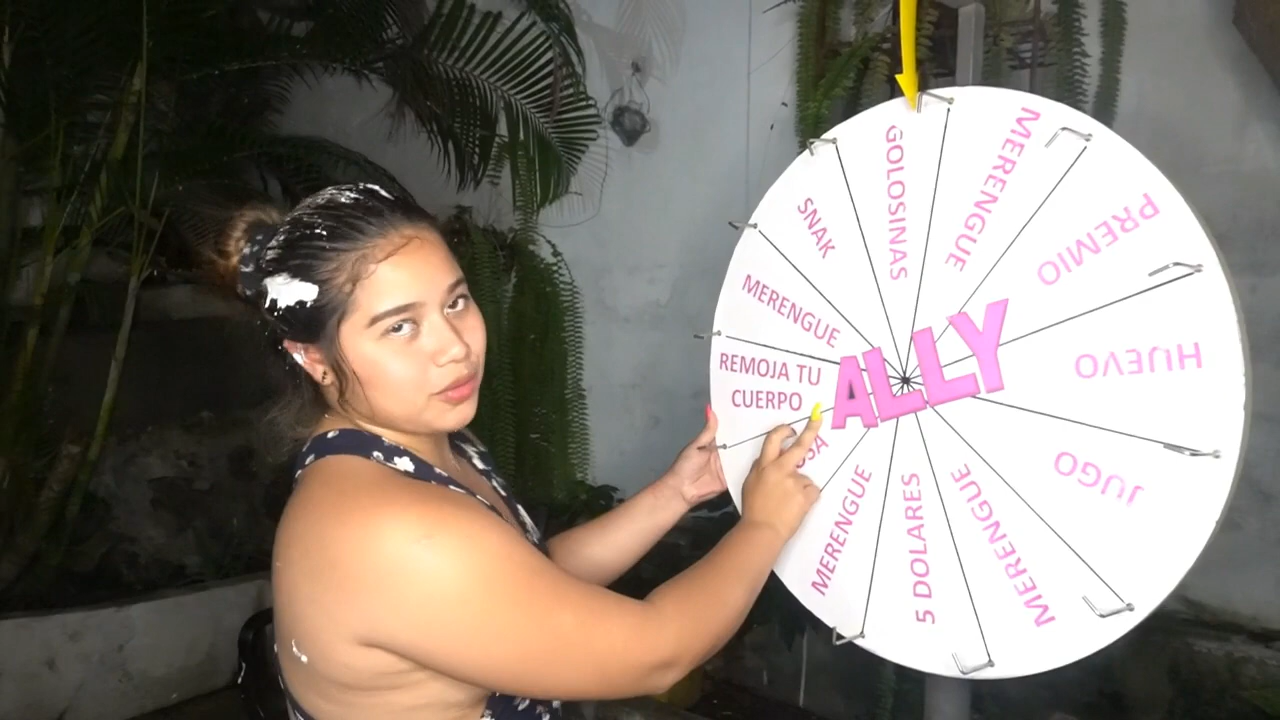 GOLOSINAS
MERENGUE
PREMIO
HUEVO
JUGO
MERENGUE
5 DOLARES
MERENGUE
REMOJA TU
CUERPO
MERENGUE
SNAK
ALLY